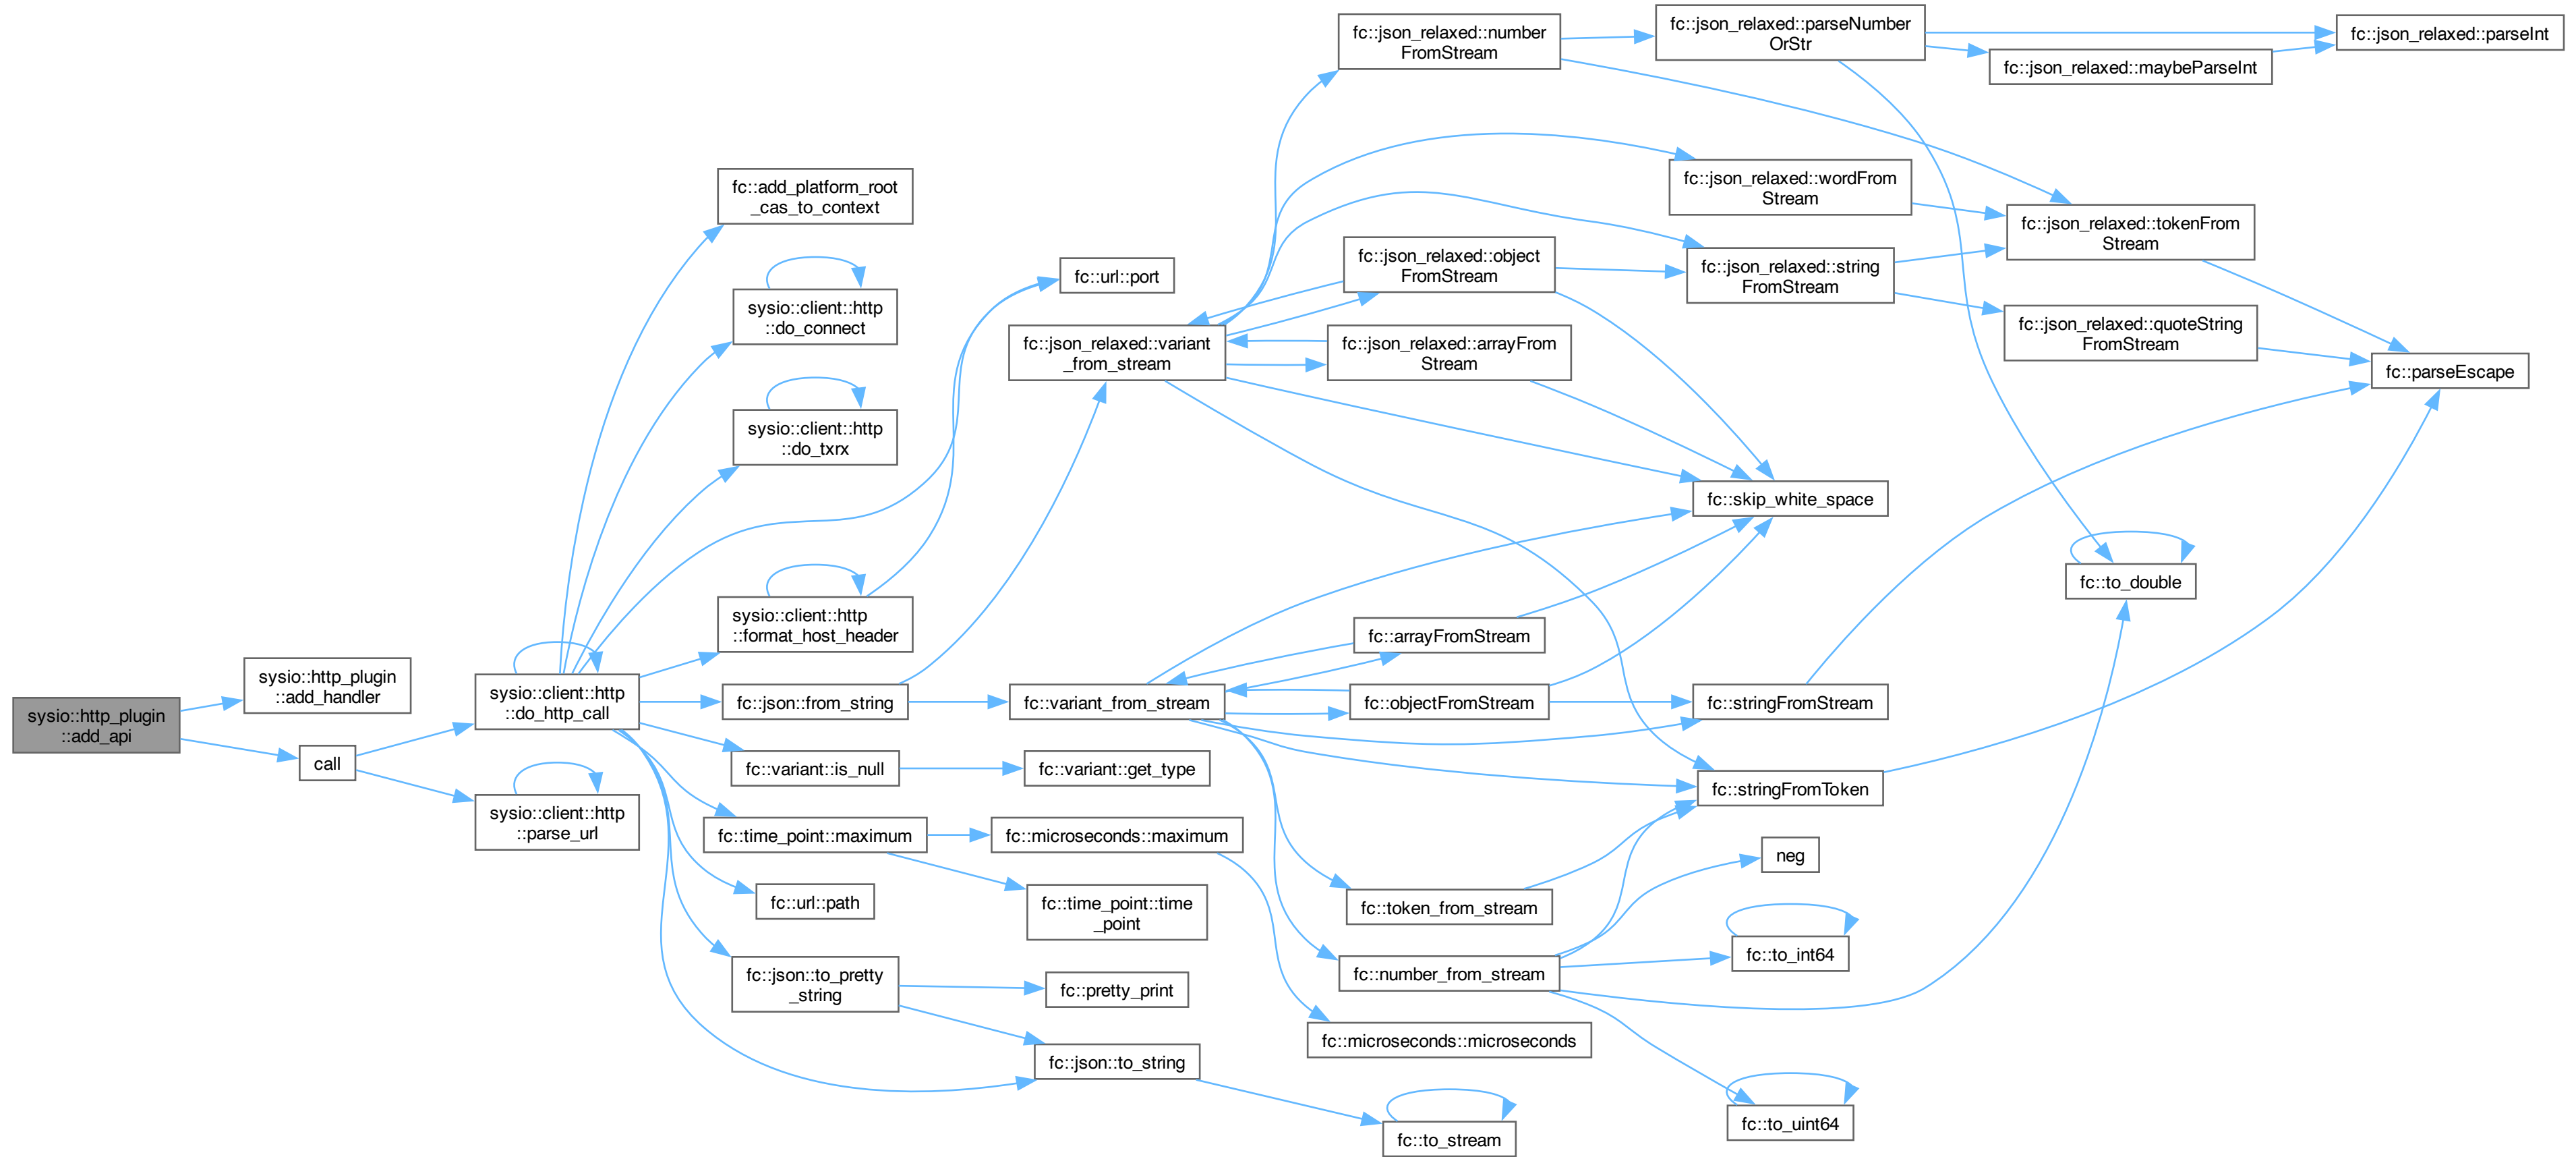 sysio::http_plugin
::add_api
sysio::http_plugin
::add_handler
call
sysio::client::http
::do_http_call
sysio::client::http
::parse_url
fc::add_platform_root
_cas_to_context
sysio::client::http
::do_connect
sysio::client::http
::do_txrx
sysio::client::http
::format_host_header
fc::json::from_string
fc::variant::is_null
fc::time_point::maximum
fc::url::path
fc::json::to_pretty
_string
fc::url::port
fc::json_relaxed::variant
_from_stream
fc::variant_from_stream
fc::variant::get_type
fc::microseconds::maximum
fc::time_point::time
_point
fc::pretty_print
fc::json::to_string
fc::json_relaxed::number
FromStream
fc::json_relaxed::object
FromStream
fc::json_relaxed::arrayFrom
Stream
fc::arrayFromStream
fc::objectFromStream
fc::token_from_stream
fc::number_from_stream
fc::microseconds::microseconds
fc::to_stream
fc::json_relaxed::parseNumber
OrStr
fc::json_relaxed::wordFrom
Stream
fc::json_relaxed::string
FromStream
fc::skip_white_space
fc::stringFromStream
fc::stringFromToken
neg
fc::to_int64
fc::to_uint64
fc::json_relaxed::maybeParseInt
fc::json_relaxed::tokenFrom
Stream
fc::json_relaxed::quoteString
FromStream
fc::to_double
fc::json_relaxed::parseInt
fc::parseEscape